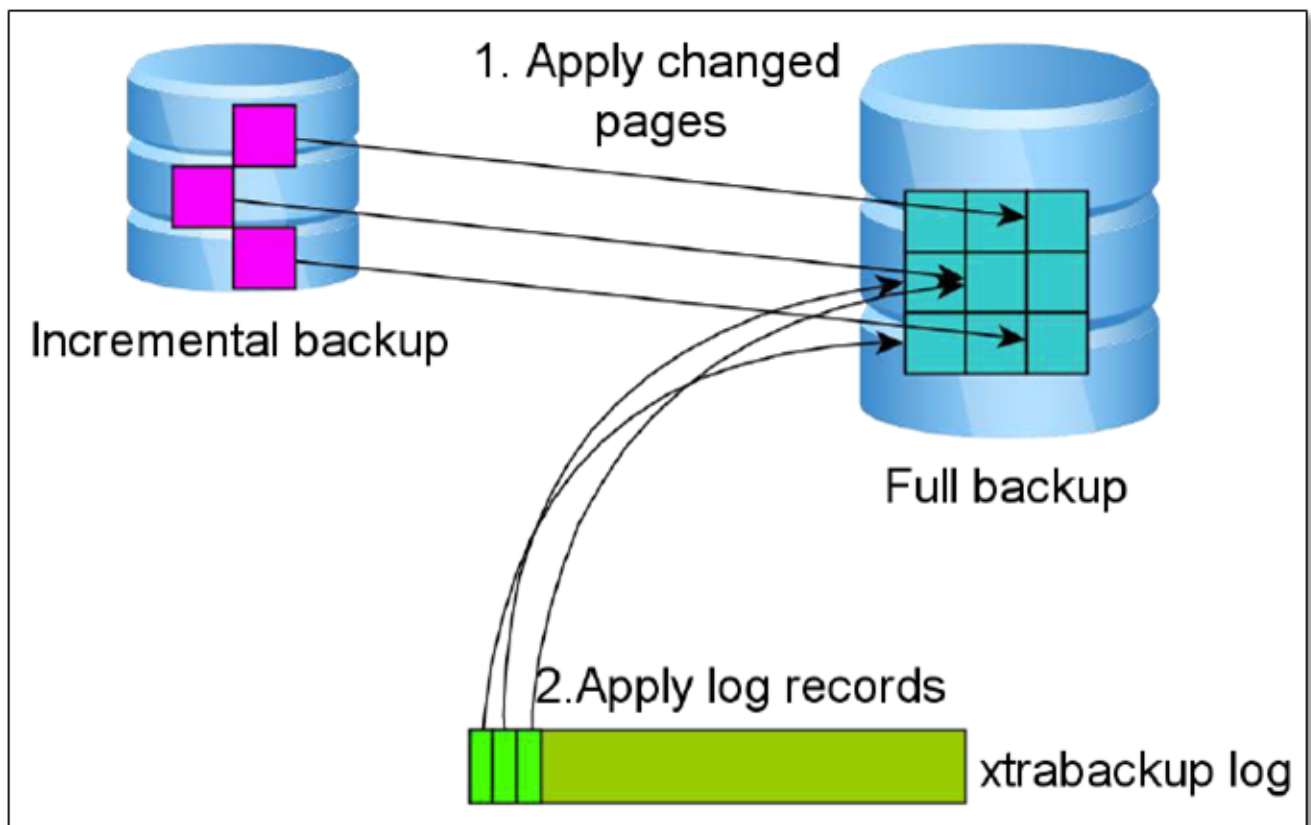 1. Apply changed
pages
Incremental backup
Full backup
2.Apply log records
xtrabackup log